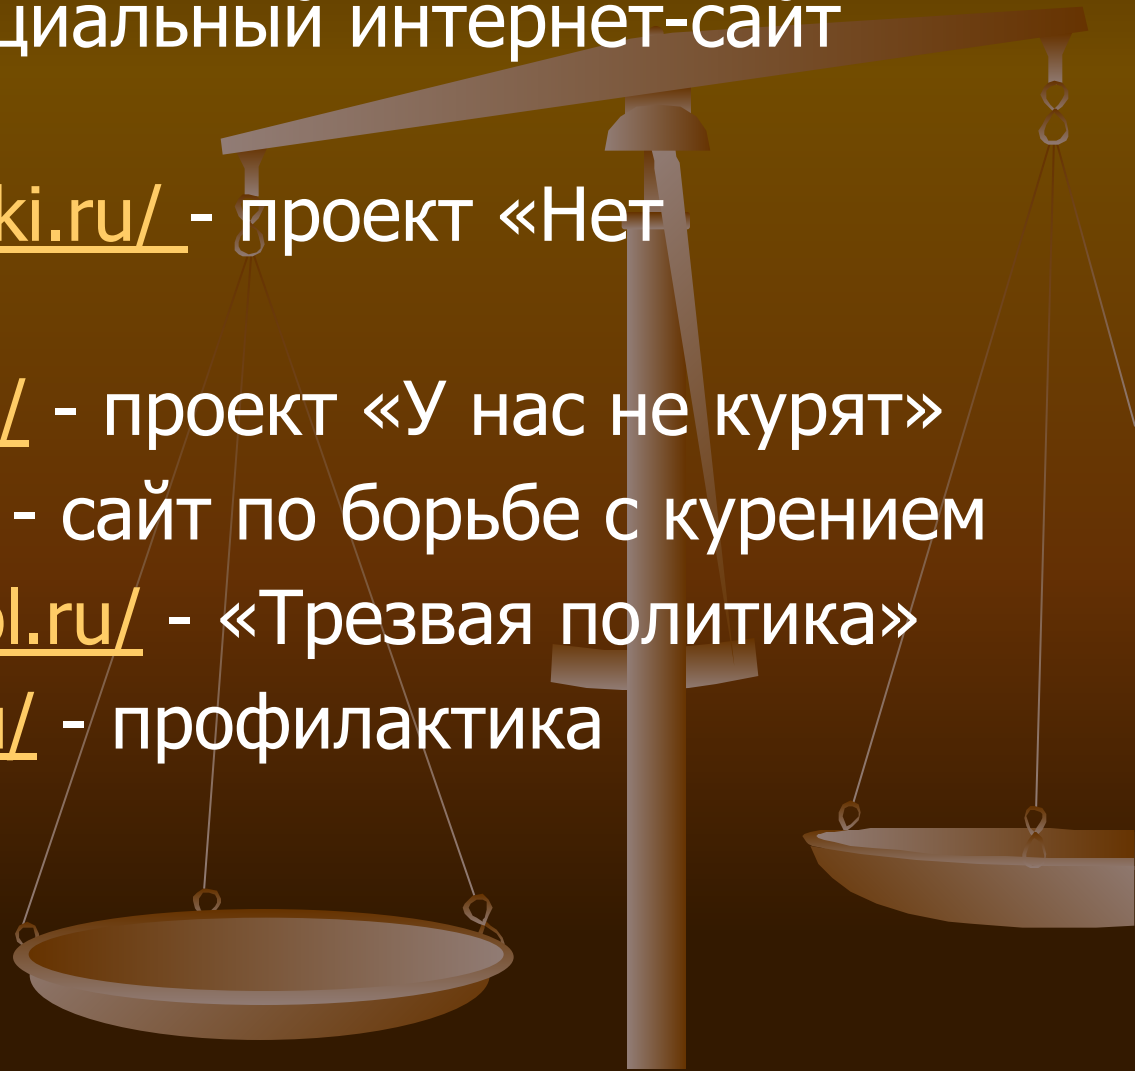 циальный интернет-сайт
ki.ru/ - проект «Нет
/ - проект «У нас не курят»
- сайт по борьбе с курением
ol.ru/ - «Трезвая политика»
u/ - профилактика